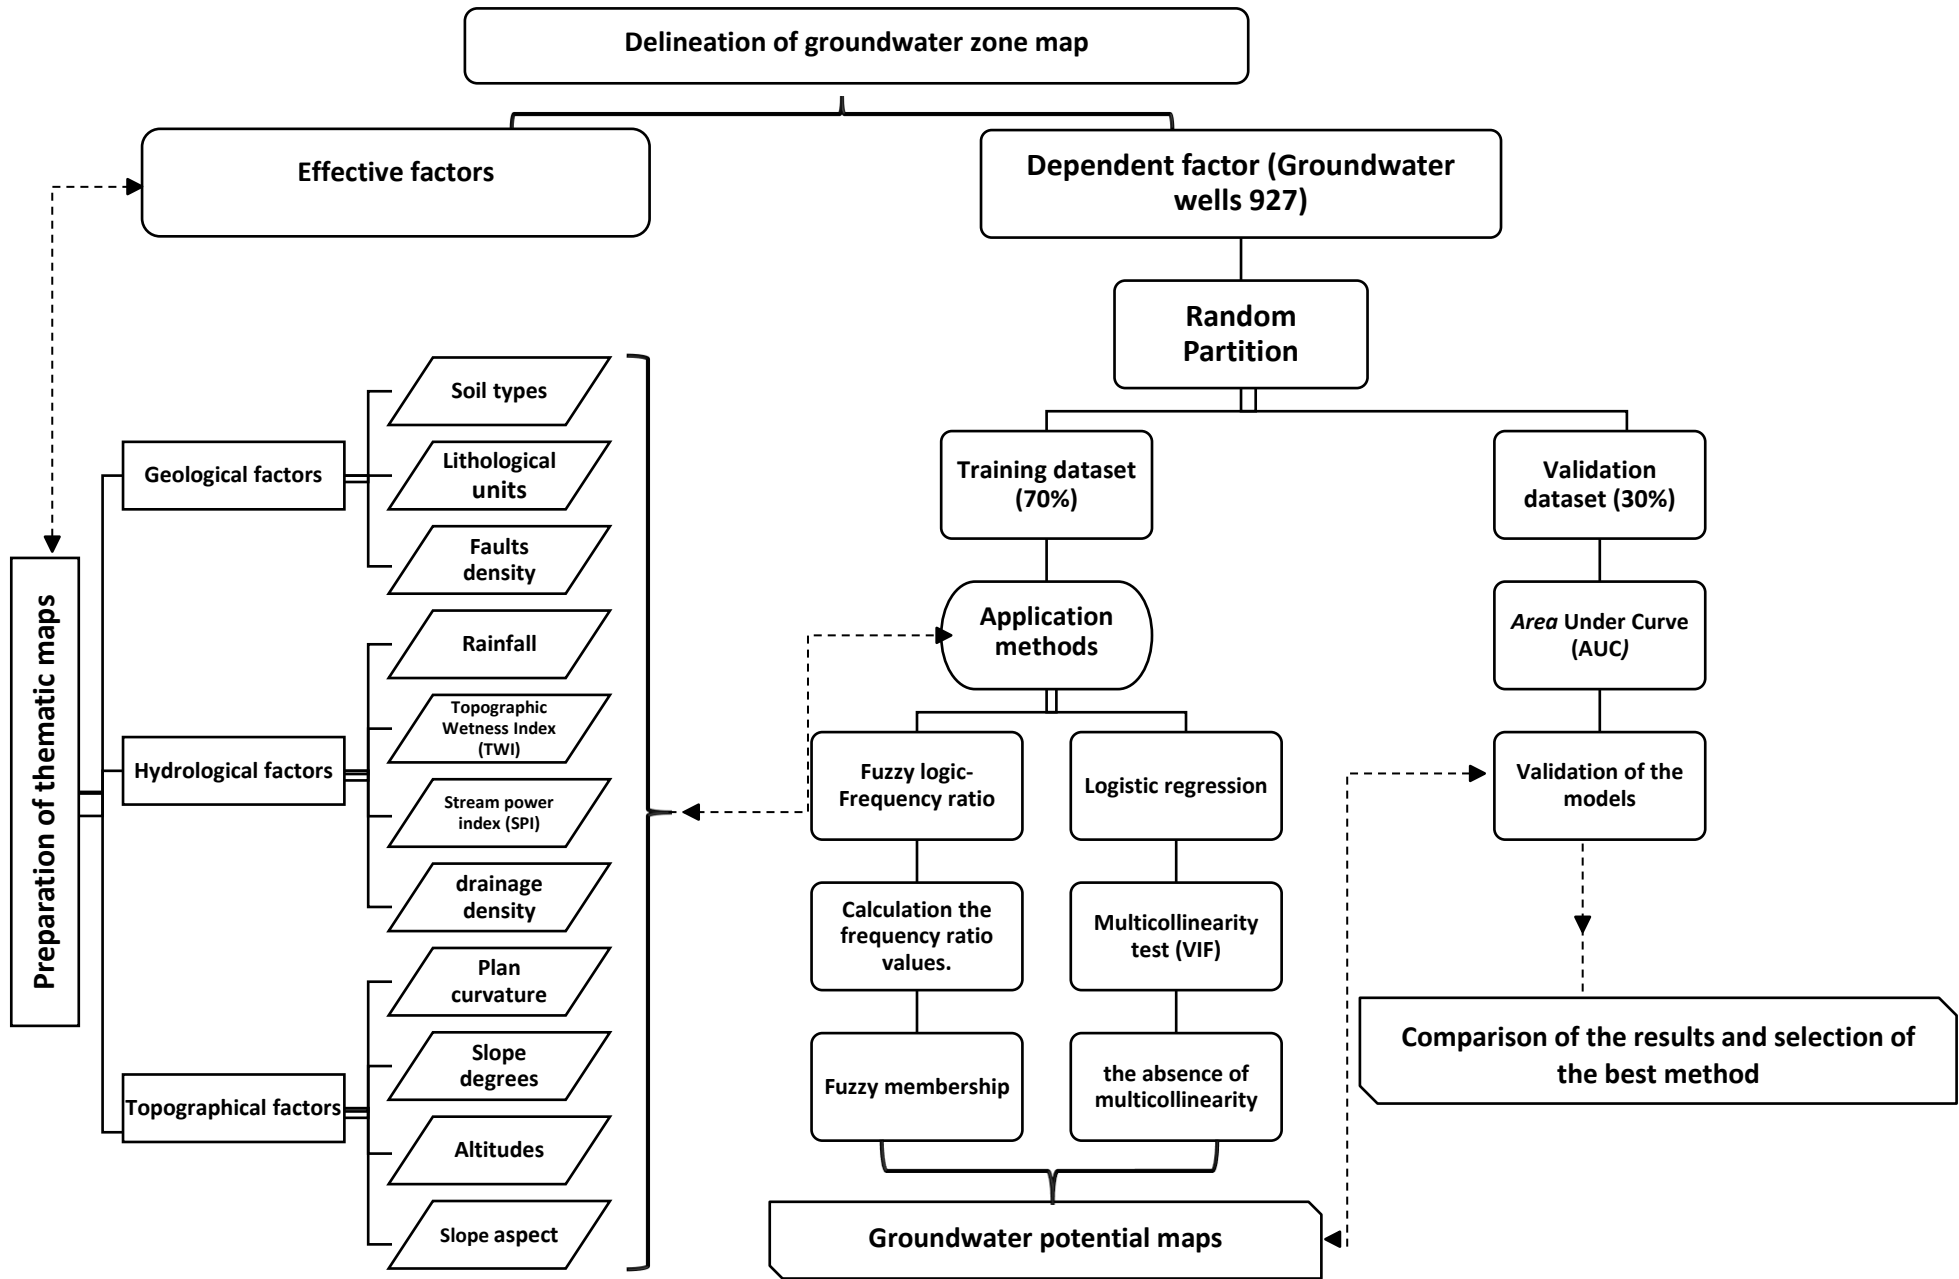 Delineation of groundwater zone map
Effective factors
Dependent factor (Groundwater
wells 927)
Random
Partition
Preparation of thematic maps
Geological factors
Soil types
Lithological
units
Faults
density
Hydrological factors
Rainfall
Topographic
Wetness Index
(TWI)
Stream power
index (SPI)
drainage
density
Topographical factors
Plan
curvature
Slope
degrees
Altitudes
Slope aspect
Training dataset
(70%)
Application
methods
Fuzzy logic-
Frequency ratio
Calculation the
frequency ratio
values.
Fuzzy membership
Logistic regression
Multicollinearity
test (VIF)
the absence of
multicollinearity
Groundwater potential maps
Validation
dataset (30%)
Area Under Curve
(AUC)
Validation of the
models
Comparison of the results and selection of
the best method